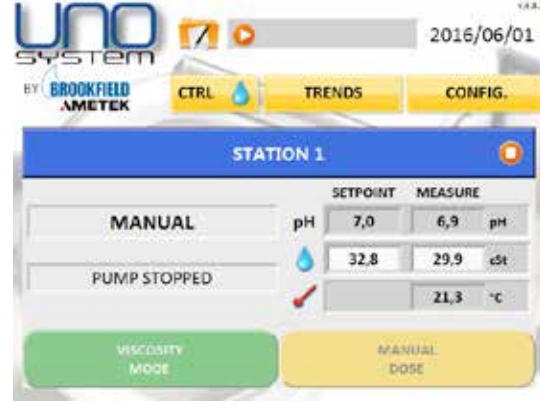 UNO
system
BY BROOKFIELD
AMETEK
2016/06/01
CTRL
TRENDS
CONFIG.
STATION 1
SETPOINT MEASURE
MANUAL
pH 7,0 6,9 pH
32,8 29,9 cSt
PUMP STOPPED
21,3 °C
VISCOSITY
MODE
MANUAL
DOSE